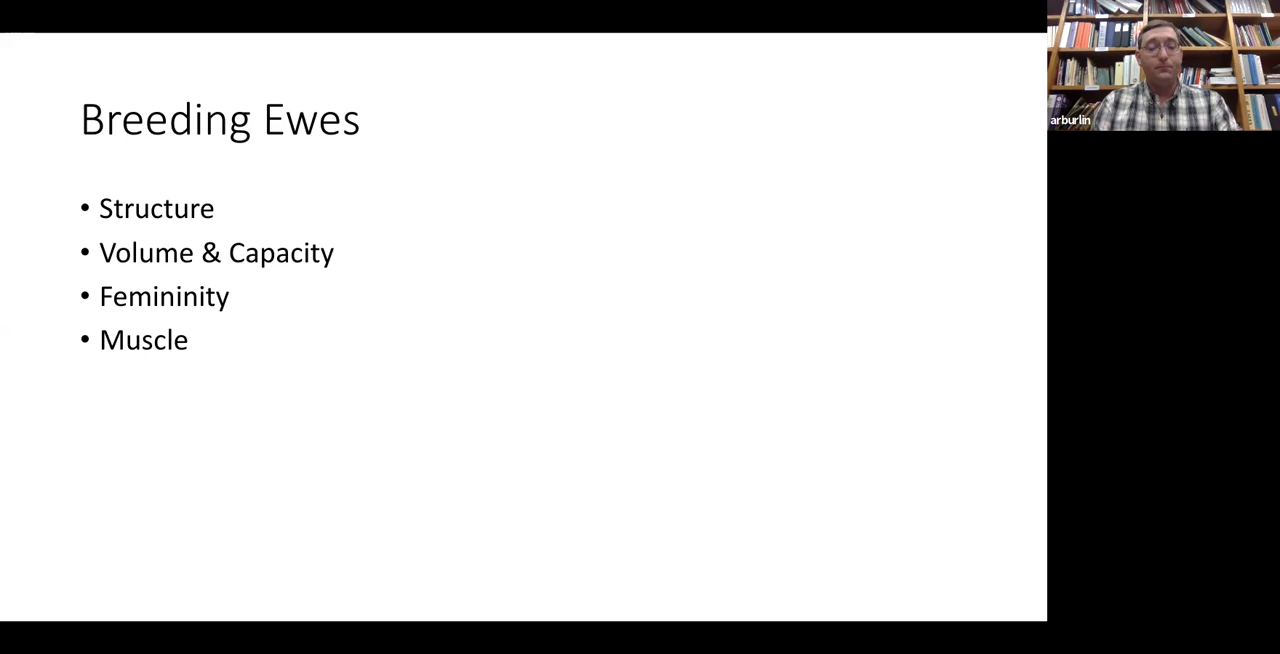 Breeding Ewes
• Structure
• Volume & Capacity
• Femininity
• Muscle
arburlin